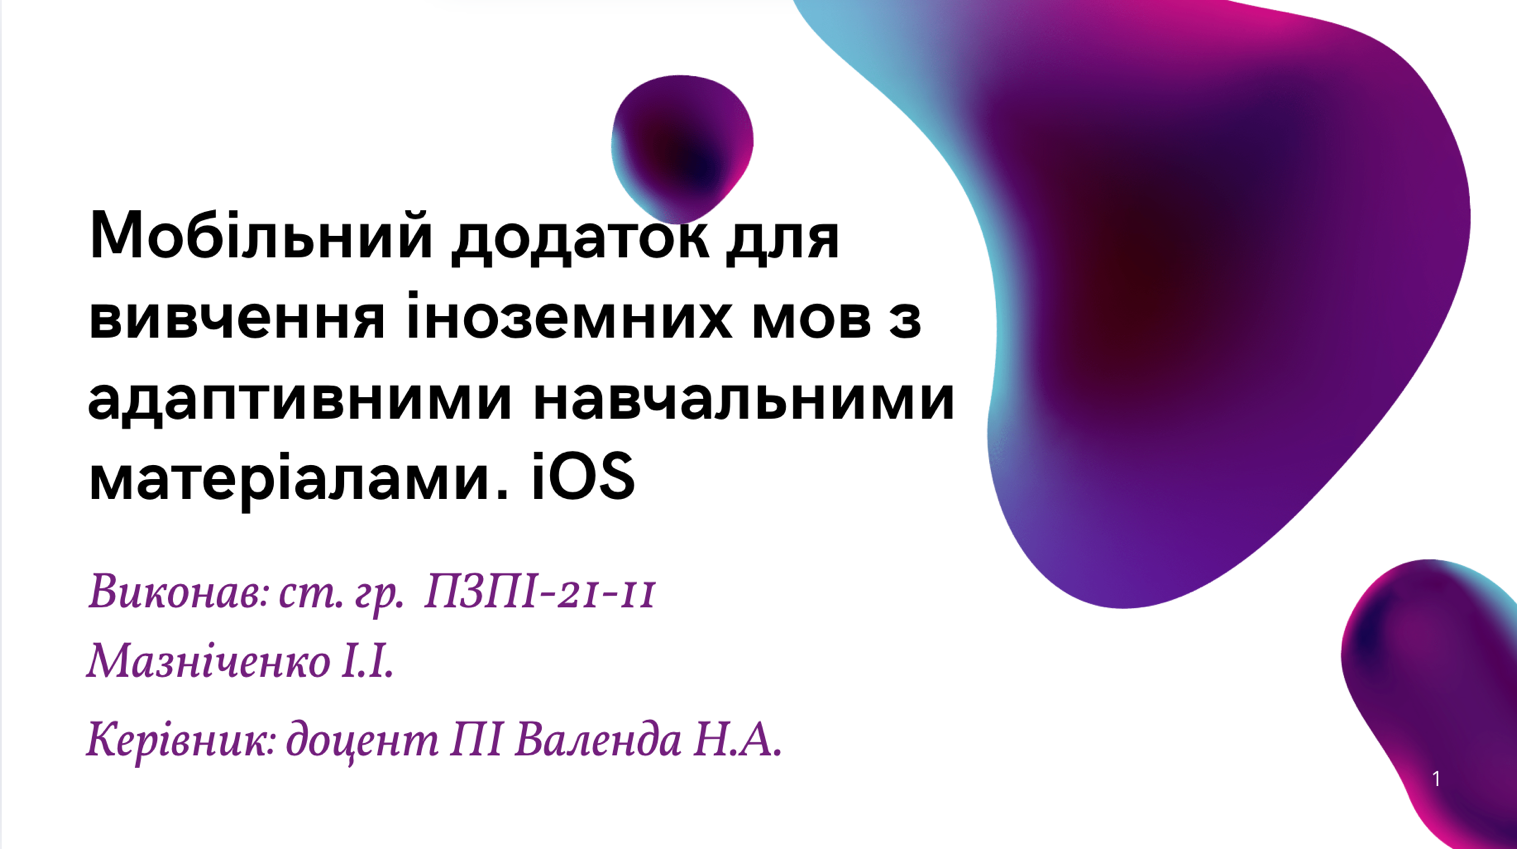 Мобільний додаток для
вивчення іноземних мов з
адаптивними навчальними
матеріалами. iOS
Виконав: ст. гр. ПЗПІ-21-11
Мазніченко І.І.
Керівник: доцент ПІ Валенда Н.А.
1